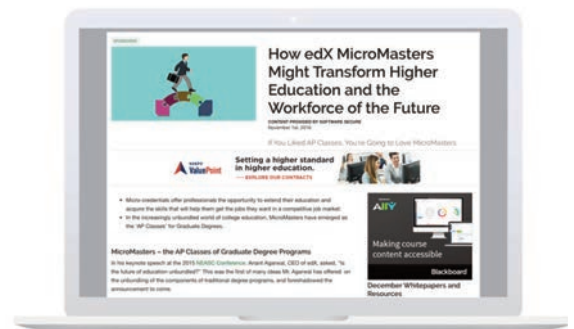 SPONSORED
How edX MicroMasters
Might Transform Higher
Education and the
Workforce of the Future
CONTENT PROVIDED BY SOFTWARE SECURE
November 1st, 2016
If You Liked AP Classes, You're Going to Love MicroMasters
NASPO
ValuePoint
Setting a higher standard
in higher education.
EXPLORE OUR CONTRACTS
Micro-credentials offer professionals the opportunity to extend their education and
acquire the skills that will help them get the jobs they want in a competitive job market
In the increasingly unbundled world of college education, MicroMasters have emerged as
the 'AP Classes' for Graduate Degrees.
MicroMasters – the AP Classes of Graduate Degree Programs
In his keynote speech at the 2015 NEASC Conference, Anant Agarwal, CEO of edX, asked, "Is
the future of education unbundled?" This was the first of many ideas Mr. Agarwal has offered on
the unbundling of the components of traditional degree programs, and foreshadowed the
announcement to come.
Ally
Making course
content accessible
Blackboard
December Whitepapers and
Resources